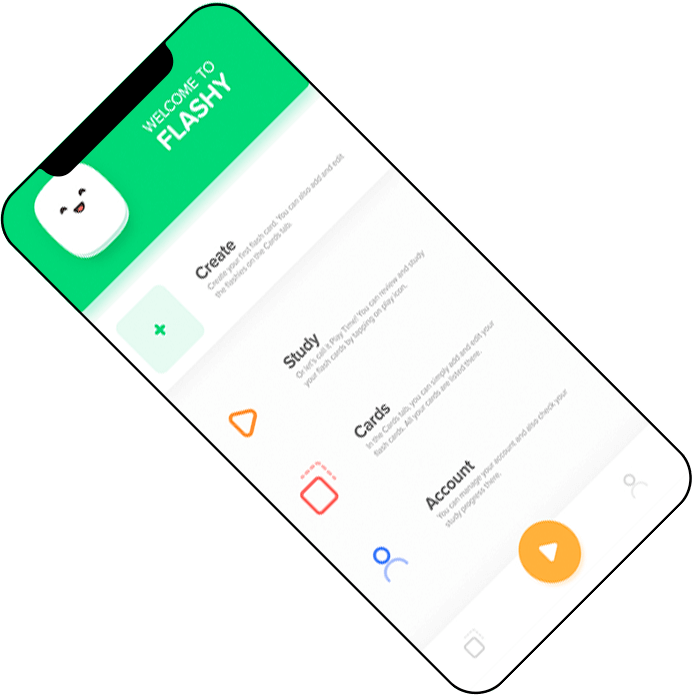 WELCOME TO
FLASHY
Create
Create your first flash card. You can also add and edit
the flashies on the Cards tab.
Study
Or let's call it Play Time! You can review and study
your flash cards by tapping on play icon.
Cards
In the Cards tab, you can simply add and edit your
flash cards. All your cards are listed there.
Account
You can manage your account and also check your
study progress there.